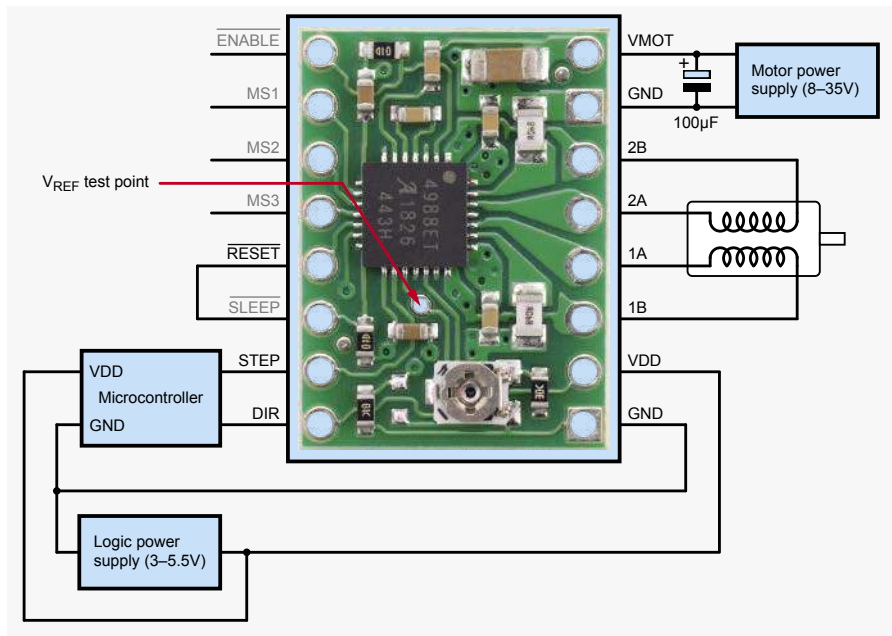 ENABLE
MS1
MS2
V_REF test point
MS3
RESET
SLEEP
VDD
Microcontroller
GND
STEP
DIR
Logic power
supply (3–5.5V)
4988ET
1826
443H
VMOT
GND
2B
2A
1A
1B
VDD
GND
+
100µF
Motor power
supply (8–35V)